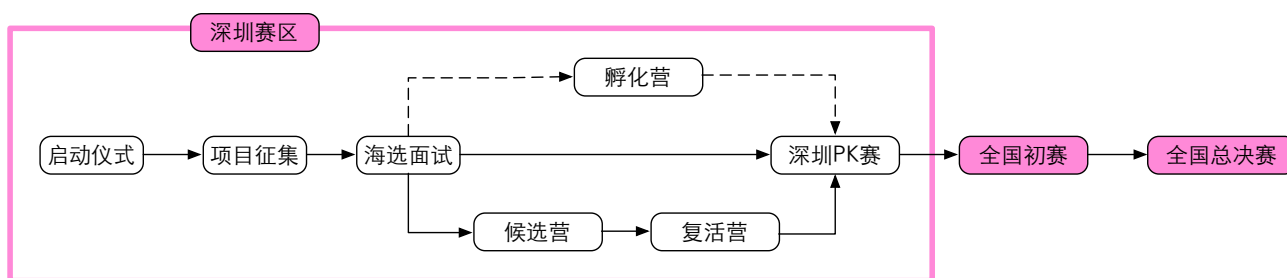 深圳赛区
孵化营
启动仪式
项目征集
海选面试
深圳PK赛
全国初赛
全国总决赛
候选营
复活营